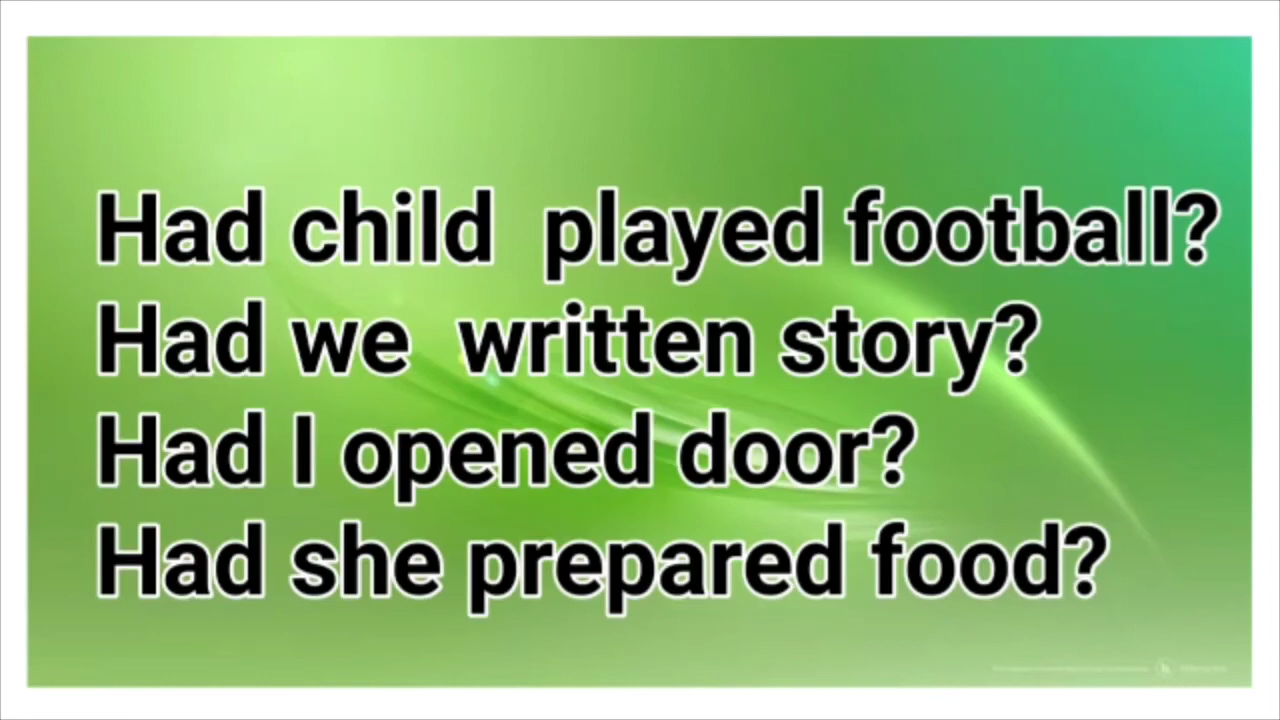 Had child  played football?
Had we  written story?
Had I opened door?
Had she prepared food?